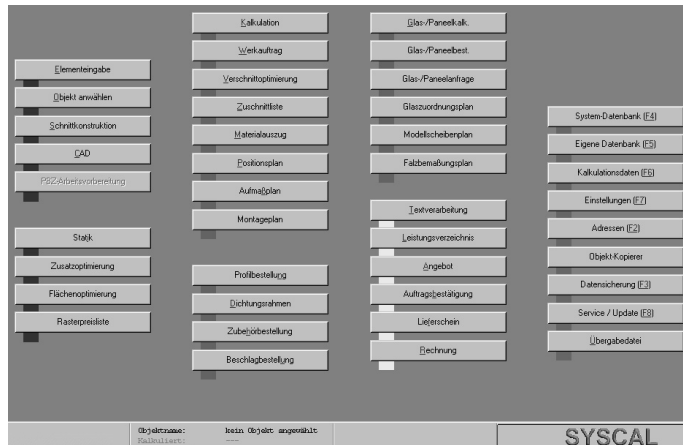 Elementeingabe
Objekt anwählen
Schnittkonstruktion
CAD
PSZ-Arbeitsvorbereitung
Statik
Zusatzoptimierung
Flächenoptimierung
Rasterpreisliste
Kalkulation
Werkauftrag
Verschnittoptimierung
Zuschnittliste
Materialauszug
Positionsplan
Aufmaßplan
Montageplan
Profilbestellung
Dichtungsrahmen
Zubehörbestellung
Beschlagbestellung
Glas-/Paneelkalk.
Glas-/Paneelbest.
Glas-/Paneelanfrage
Glaszuordnungsplan
Modellscheibenplan
Falzbemaßungsplan
Textverarbeitung
Leistungsverzeichnis
Angebot
Auftragsbestätigung
Lieferschein
Rechnung
System-Datenbank (F4)
Eigene Datenbank (F5)
Kalkulationsdaten (F6)
Einstellungen (F7)
Adressen (F2)
Objekt-Kopierer
Datensicherung (F3)
Service / Update (F8)
Übergabedatei
Objektname: kein Objekt angewählt
Kalkuliert: ---
SYSCAL